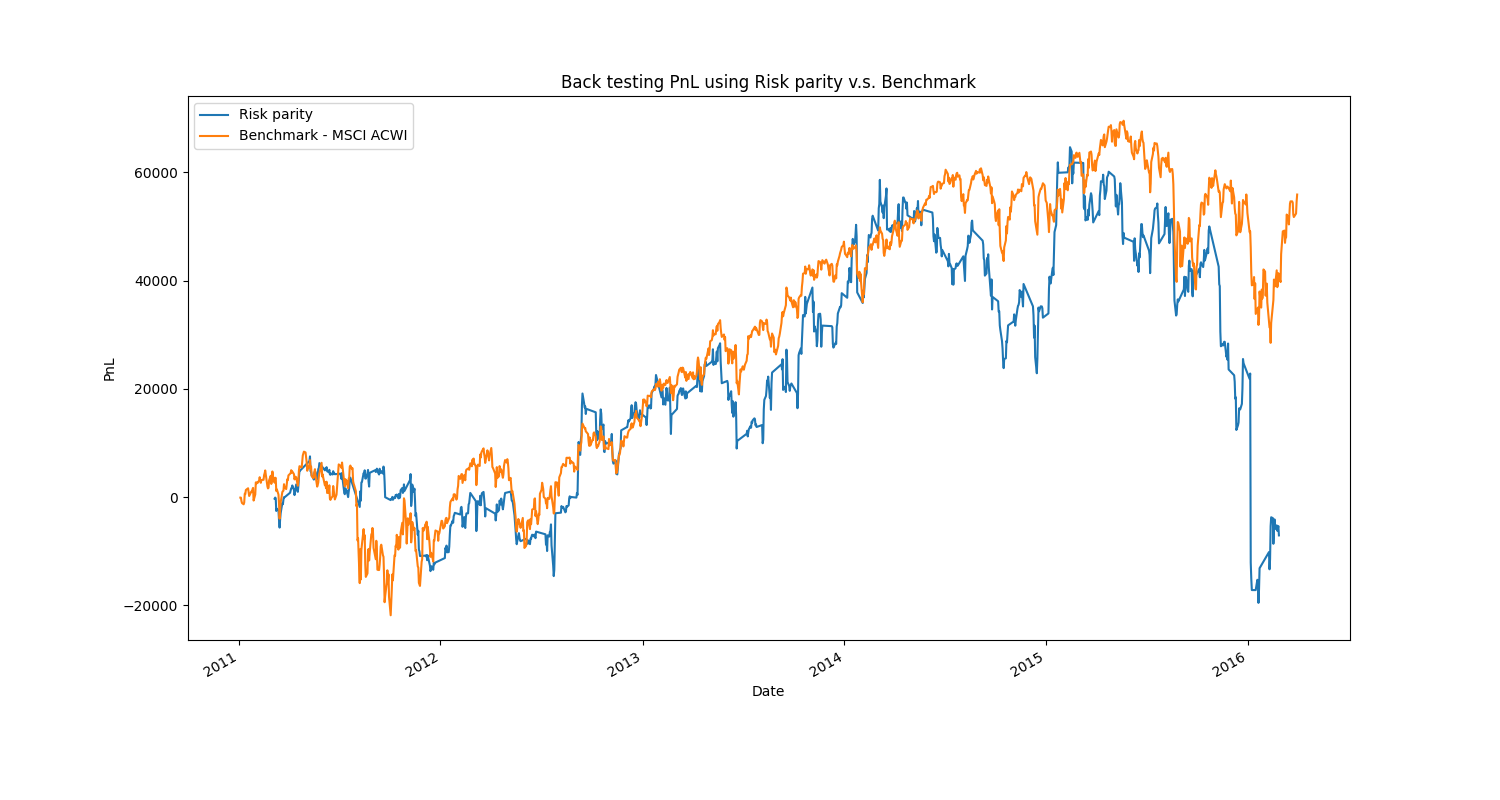 Back testing PnL using Risk parity v.s. Benchmark
Risk parity
Benchmark - MSCI ACWI
60000
40000
20000
0
−20000
PnL
2011
2012
2013
2014
2015
2016
Date